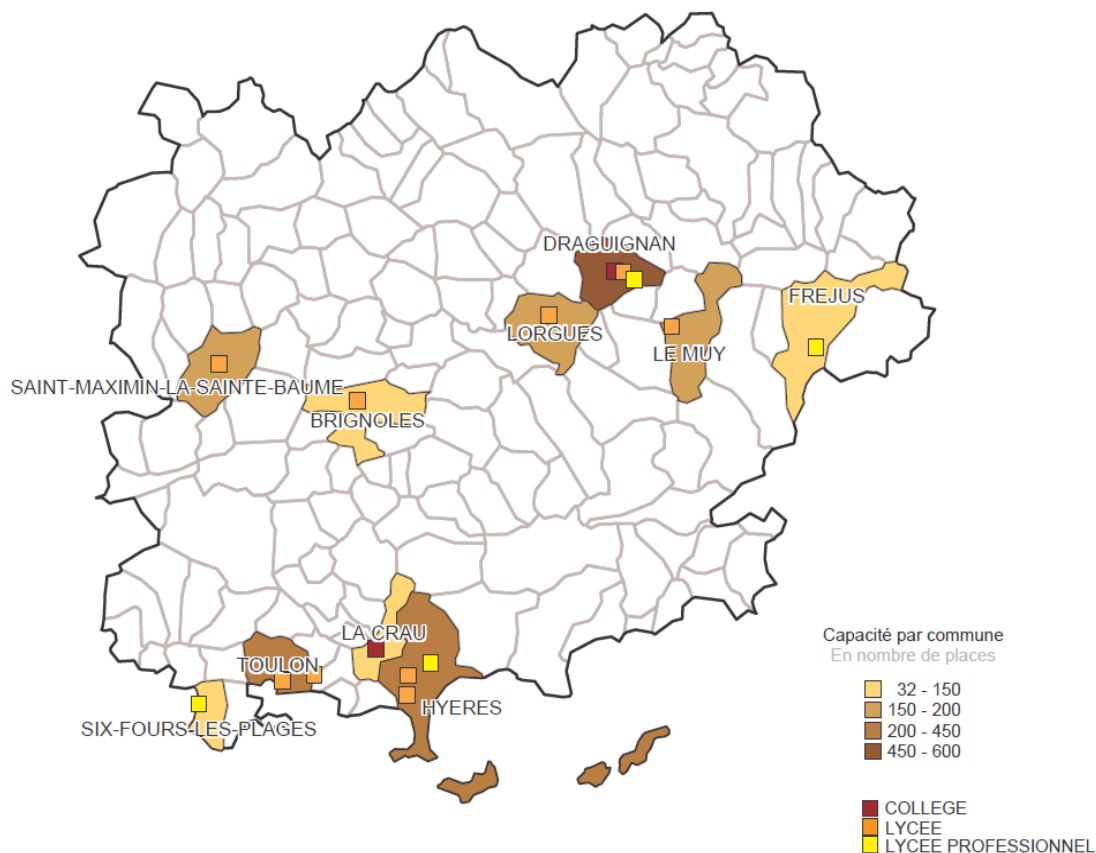 DRAGUIGNAN
FREJUS
LORGUES
LE MUY
SAINT-MAXIMIN-LA-SAINTE-BAUME
BRIGNOLES
LA CRAU
TOULON
HYERES
SIX-FOURS-LES-PLAGES
Capacité par commune
En nombre de places
32 - 150
150 - 200
200 - 450
450 - 600
COLLEGE
LYCEE
LYCEE PROFESSIONNEL